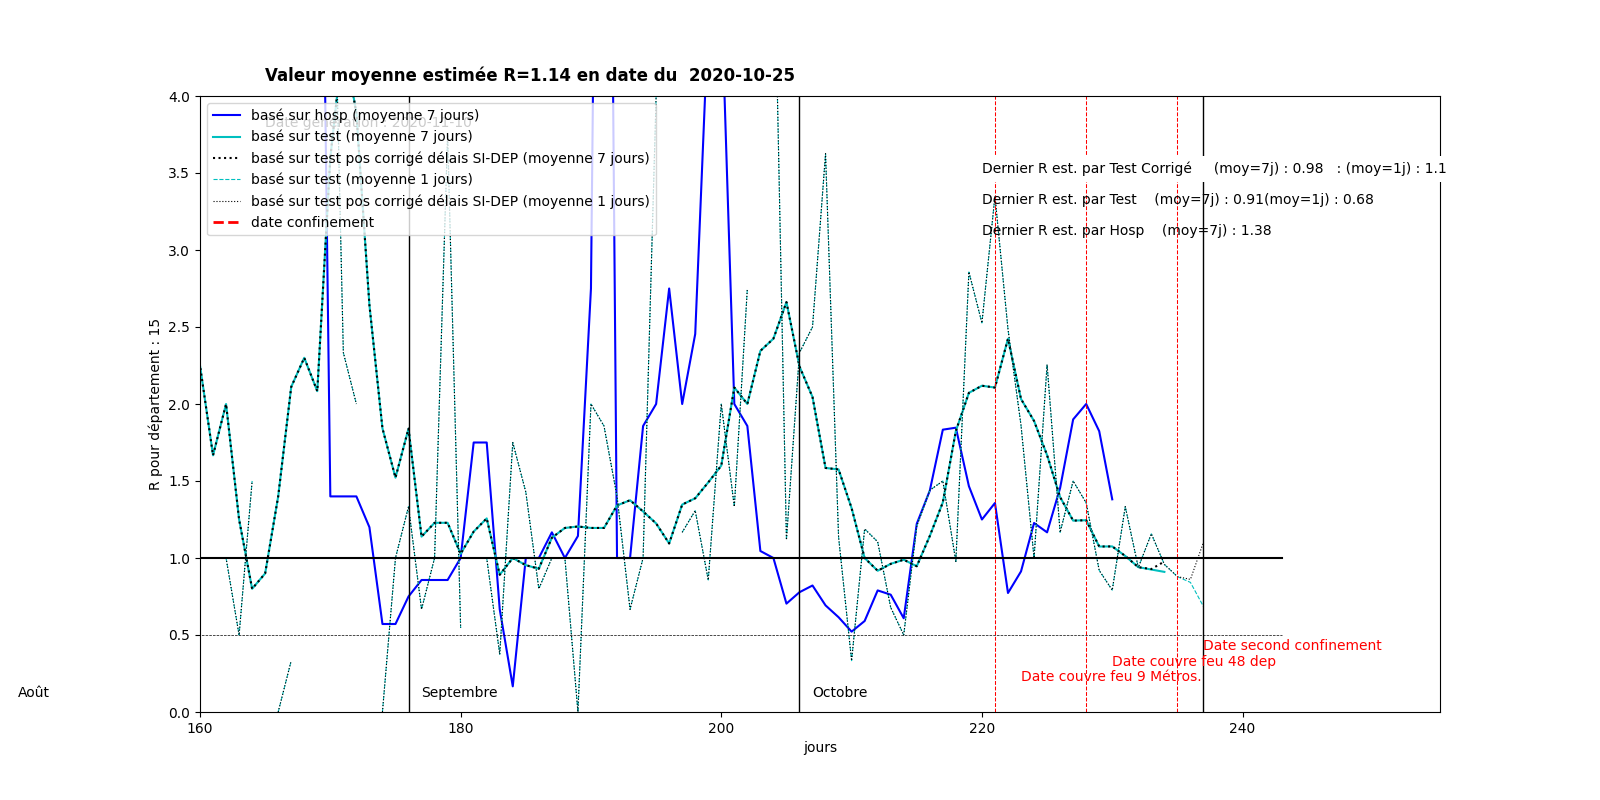 Valeur moyenne estimée R=1.14 en date du  2020-10-25
Date génération : 2020-11-10
basé sur hosp (moyenne 7 jours)
basé sur test (moyenne 7 jours)
basé sur test pos corrigé délais SI-DEP (moyenne 7 jours)
basé sur test (moyenne 1 jours)
basé sur test pos corrigé délais SI-DEP (moyenne 1 jours)
date confinement
Dernier R est. par Test Corrigé     (moy=7j) : 0.98   : (moy=1j) : 1.1
Dernier R est. par Test    (moy=7j) : 0.91(moy=1j) : 0.68
Dernier R est. par Hosp    (moy=7j) : 1.38
4.0
3.5
3.0
2.5
2.0
1.5
1.0
0.5
0.0
R pour département : 15
Date second confinement
Date couvre feu 48 dep
Date couvre feu 9 Métros.
Août
Septembre
Octobre
160
180
200
220
240
jours